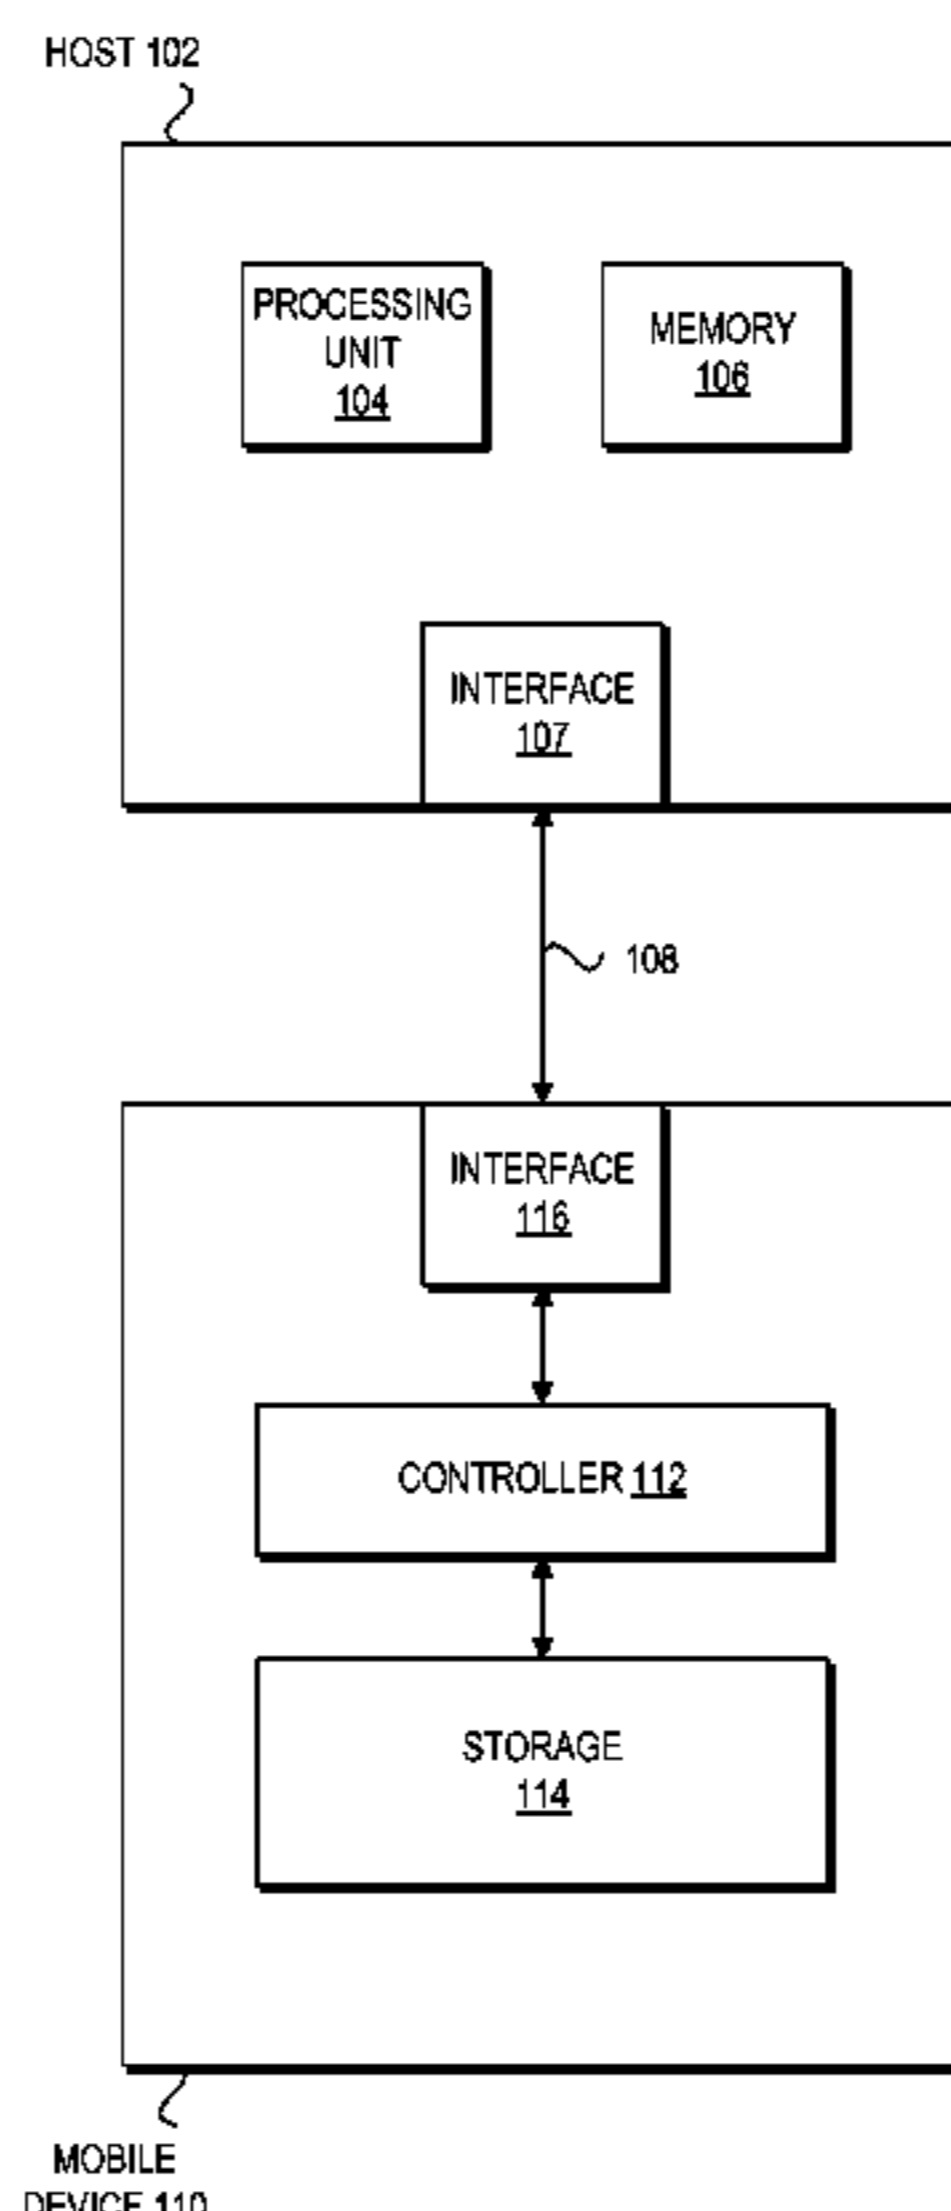 HOST 102
PROCESSING
UNIT
104
MEMORY
106
INTERFACE
107
108
INTERFACE
116
CONTROLLER 112
STORAGE
114
MOBILE
DEVICE 110